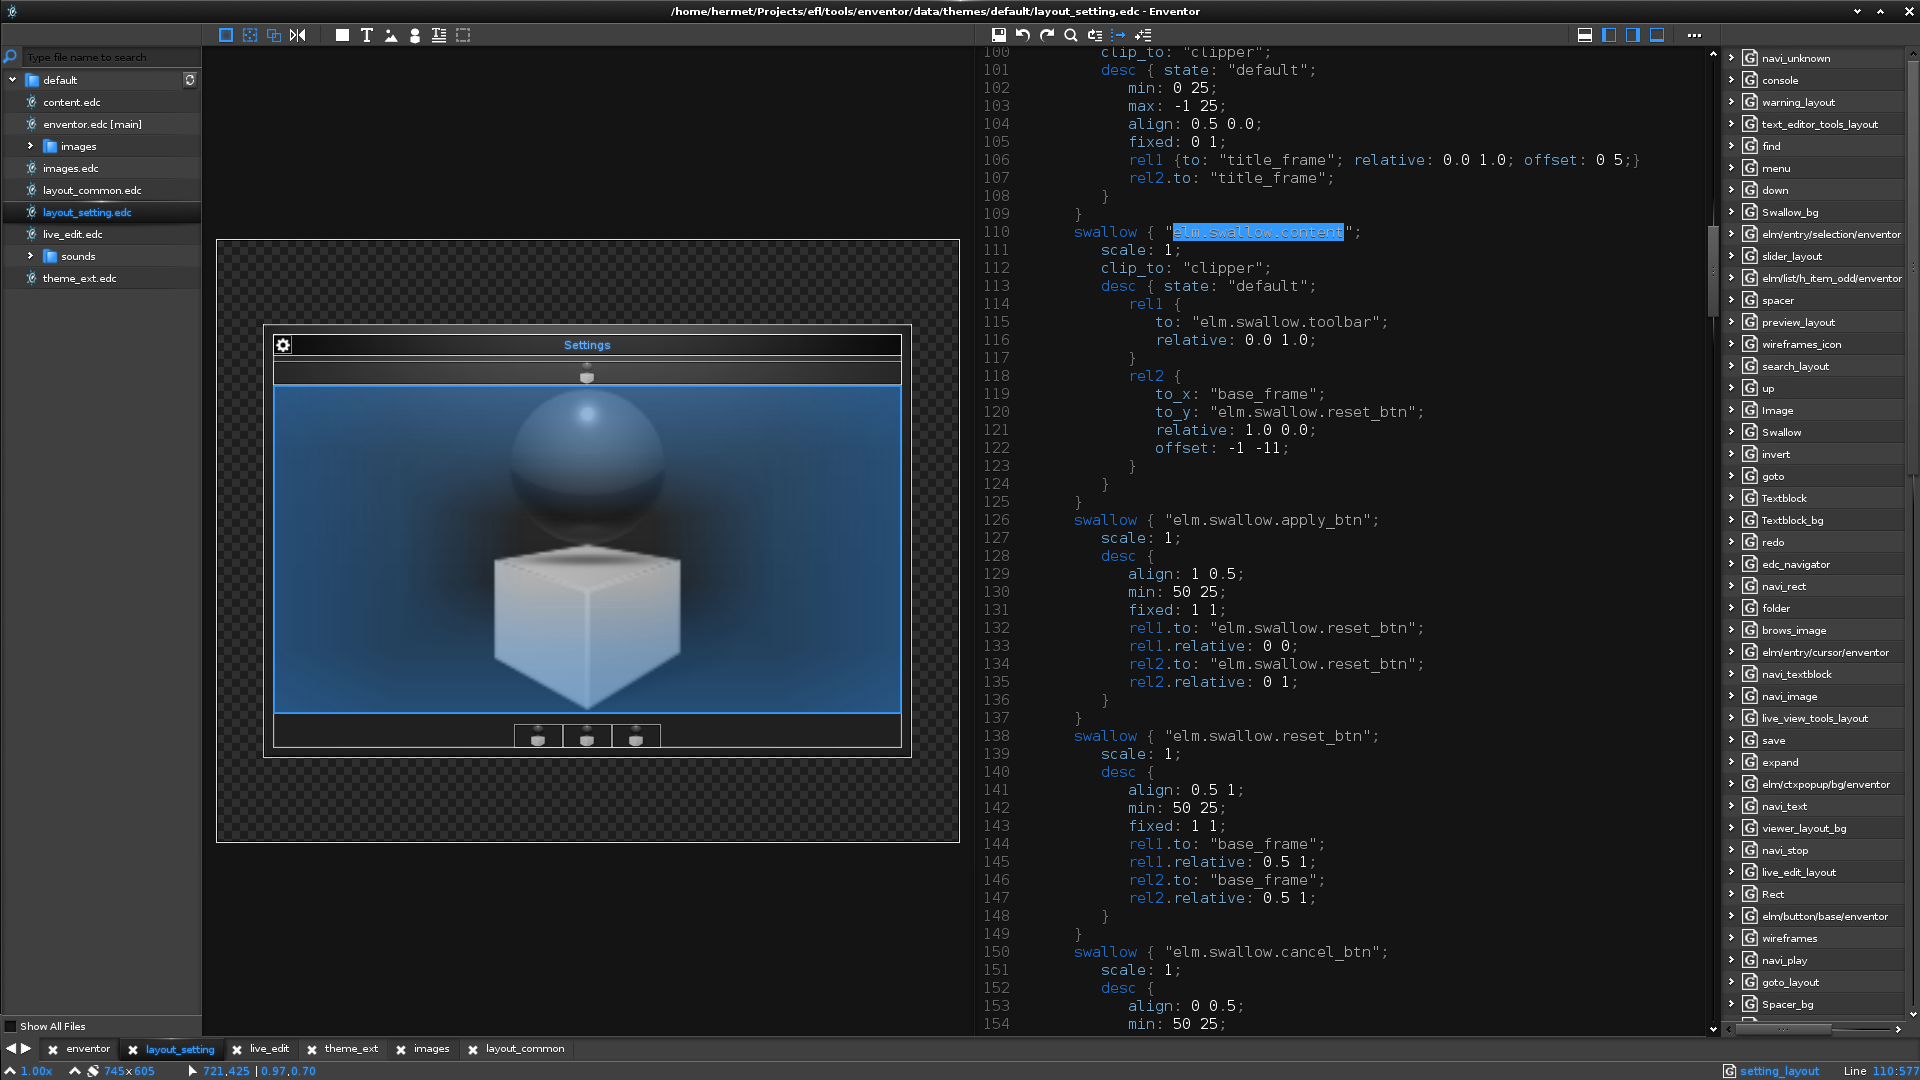 /home/hermet/Projects/efl/tools/enventor/data/themes/default/layout_setting.edc - Enventor
Type file name to search
default
content.edc
enventor.edc [main]
images
images.edc
layout_common.edc
layout_setting.edc
live_edit.edc
sounds
theme_ext.edc
Show All Files
Settings
100 clip_to: "clipper";
101 desc { state: "default";
102 min: 0 25;
103 max: -1 25;
104 align: 0.5 0.0;
105 fixed: 0 1;
106 rel1 {to: "title_frame"; relative: 0.0 1.0; offset: 0 5;}
107 rel2.to: "title_frame";
108 }
109 }
110 swallow { "elm.swallow.content";
111 scale: 1;
112 clip_to: "clipper";
113 desc { state: "default";
114 rel1 {
115 to: "elm.swallow.toolbar";
116 relative: 0.0 1.0;
117 }
118 rel2 {
119 to_x: "base_frame";
120 to_y: "elm.swallow.reset_btn";
121 relative: 1.0 0.0;
122 offset: -1 -11;
123 }
124 }
125 }
126 swallow { "elm.swallow.apply_btn";
127 scale: 1;
128 desc {
129 align: 1 0.5;
130 min: 50 25;
131 fixed: 1 1;
132 rel1.to: "elm.swallow.reset_btn";
133 rel1.relative: 0 0;
134 rel2.to: "elm.swallow.reset_btn";
135 rel2.relative: 0 1;
136 }
137 }
138 swallow { "elm.swallow.reset_btn";
139 scale: 1;
140 desc {
141 align: 0.5 1;
142 min: 50 25;
143 fixed: 1 1;
144 rel1.to: "base_frame";
145 rel1.relative: 0.5 1;
146 rel2.to: "base_frame";
147 rel2.relative: 0.5 1;
148 }
149 }
150 swallow { "elm.swallow.cancel_btn";
151 scale: 1;
152 desc {
153 align: 0 0.5;
154 min: 50 25;
navi_unknown
console
warning_layout
text_editor_tools_layout
find
menu
down
Swallow_bg
elm/entry/selection/enventor
slider_layout
elm/list/h_item_odd/enventor
spacer
preview_layout
wireframes_icon
search_layout
up
Image
Swallow
invert
goto
Textblock
Textblock_bg
redo
edc_navigator
navi_rect
folder
brows_image
elm/entry/cursor/enventor
navi_textblock
navi_image
live_view_tools_layout
save
expand
elm/ctxpopup/bg/enventor
navi_text
viewer_layout_bg
navi_stop
live_edit_layout
Rect
elm/button/base/enventor
wireframes
navi_play
goto_layout
Spacer_bg
enventor layout_setting live_edit theme_ext images layout_common
1.00x 745x605 721,425 | 0.97,0.70 setting_layout Line 110:577